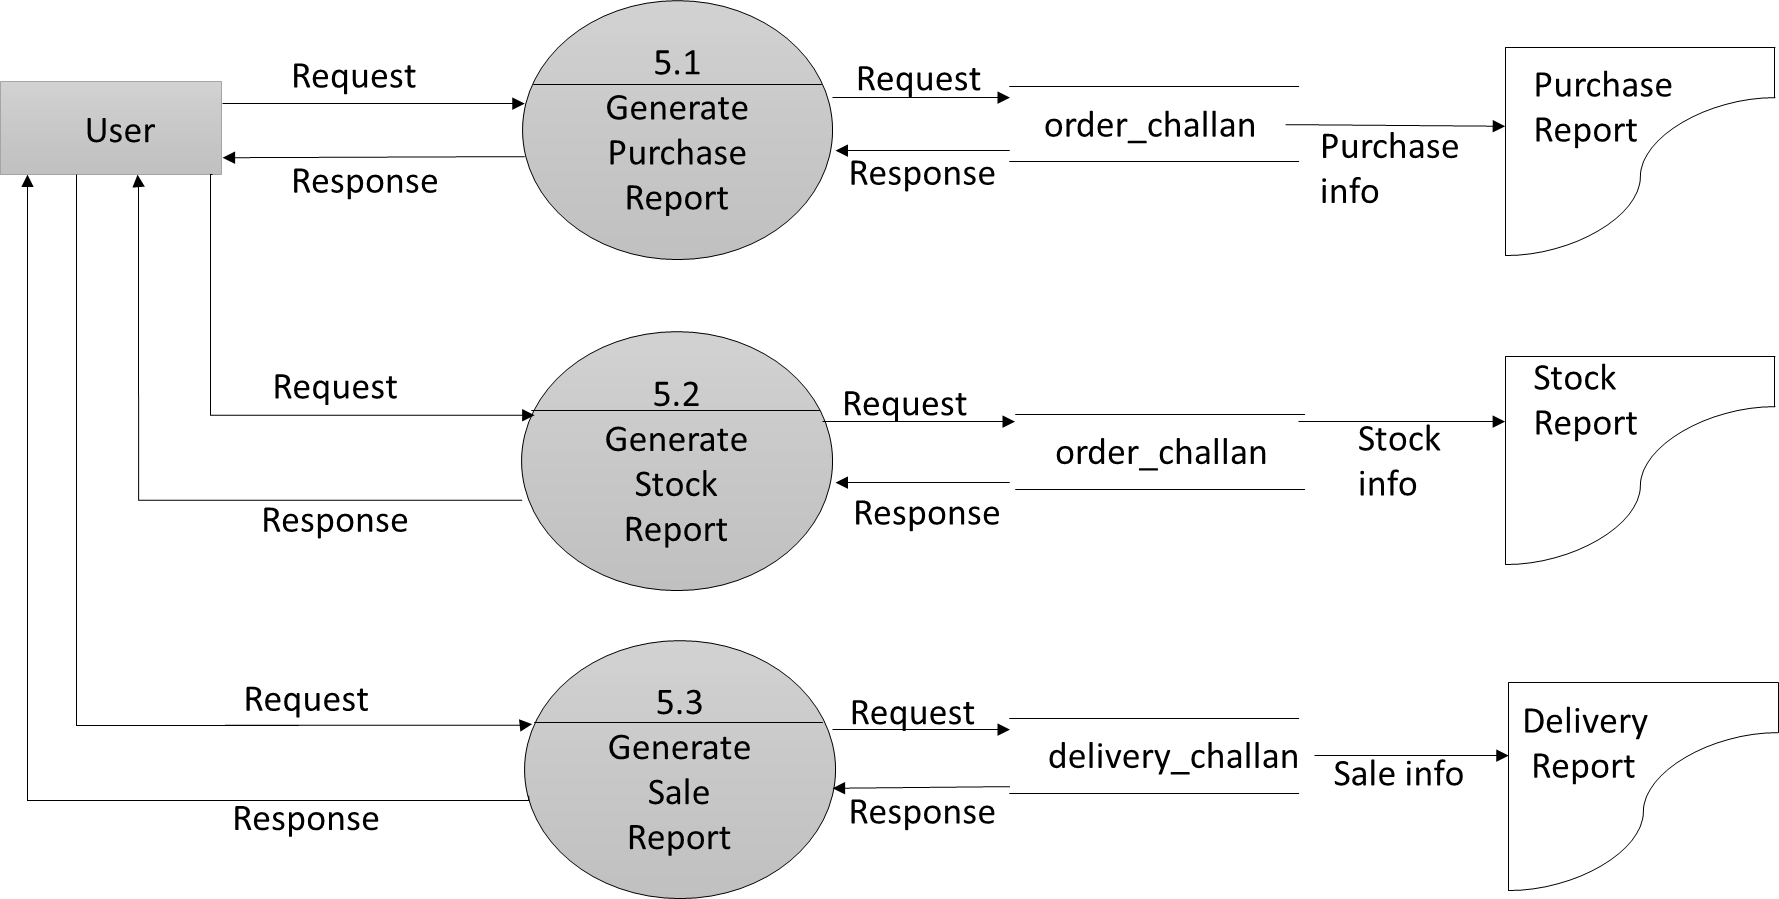 User
Request
Response
5.1
Generate
Purchase
Report
Request
Response
order_challan
Purchase
info
Purchase
Report
Request
Response
5.2
Generate
Stock
Report
Request
Response
order_challan
Stock
info
Stock
Report
Request
Response
5.3
Generate
Sale
Report
Request
Response
delivery_challan
Sale info
Delivery
Report